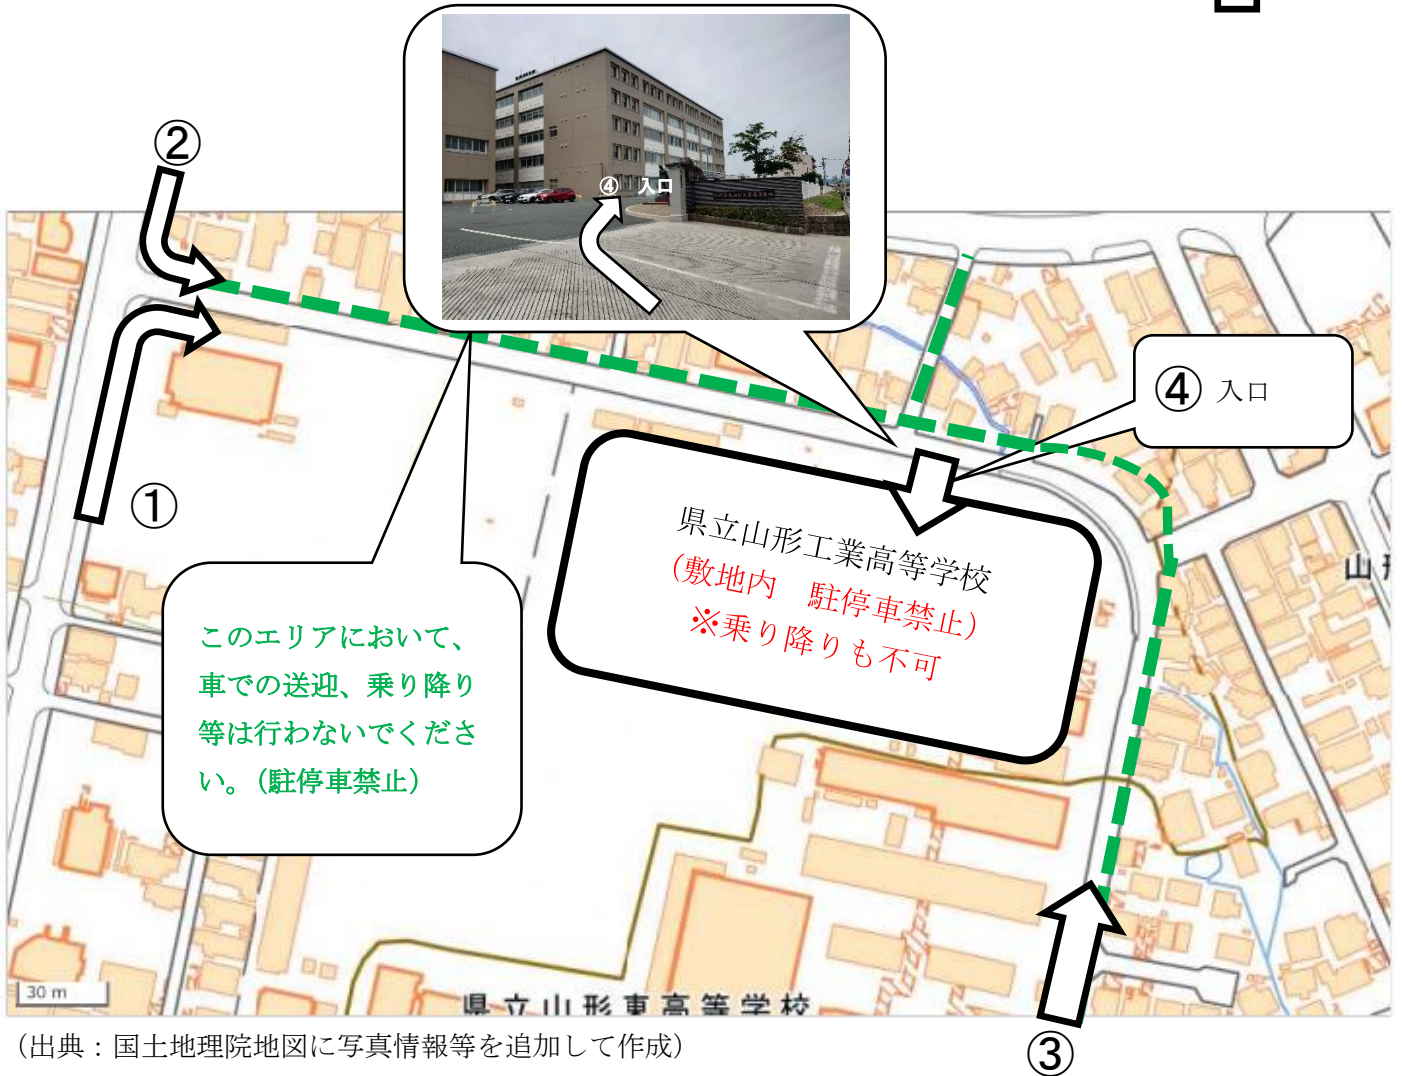 ②
④ 入口
④ 入口
①
県立山形工業高等学校
（敷地内　駐停車禁止）
※乗り降りも不可
山形
このエリアにおいて、
車での送迎、乗り降り
等は行わないでくださ
い。（駐停車禁止）
30 m
県立山形東高等学校
③
（出典：国土地理院地図に写真情報等を追加して作成）